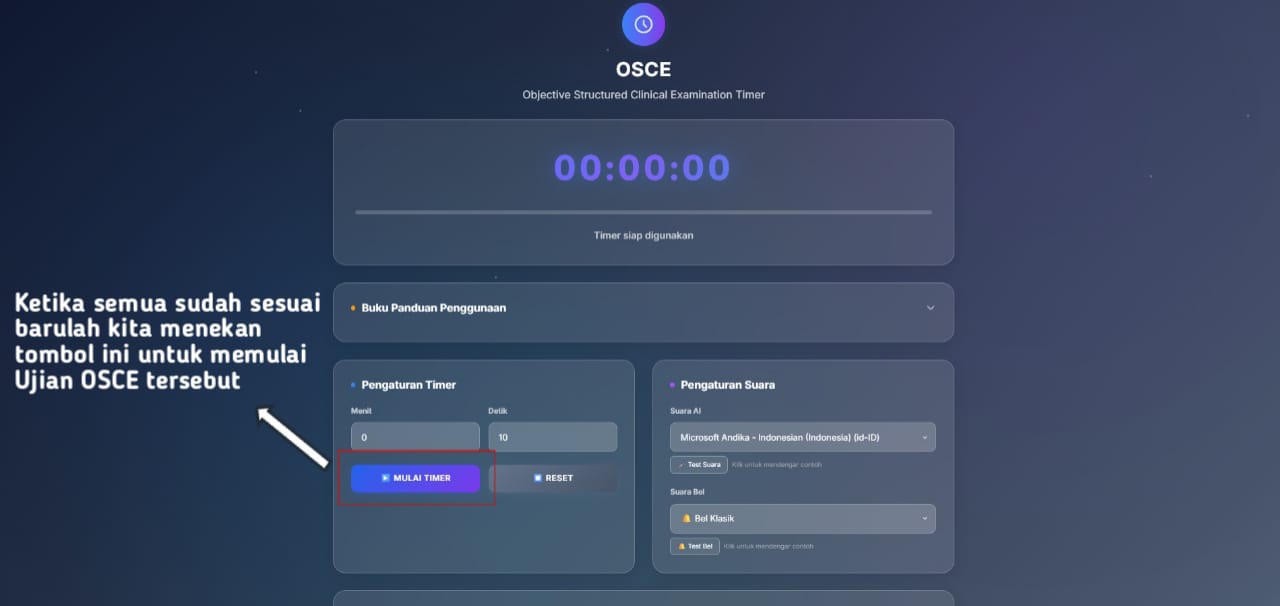 OSCE
Objective Structured Clinical Examination Timer
00:00:00
Timer siap digunakan
Buku Panduan Penggunaan
Ketika semua sudah sesuai
barulah kita menekan
tombol ini untuk memulai
Ujian OSCE tersebut
Pengaturan Timer
Menit
Detik
0
10
MULAI TIMER
RESET
Pengaturan Suara
Suara AI
Microsoft Andika - Indonesian (Indonesia) (id-ID)
Test Suara
Klik untuk mendengar contoh
Suara Bel
Bel Klasik
Test Bel
Klik untuk mendengar contoh